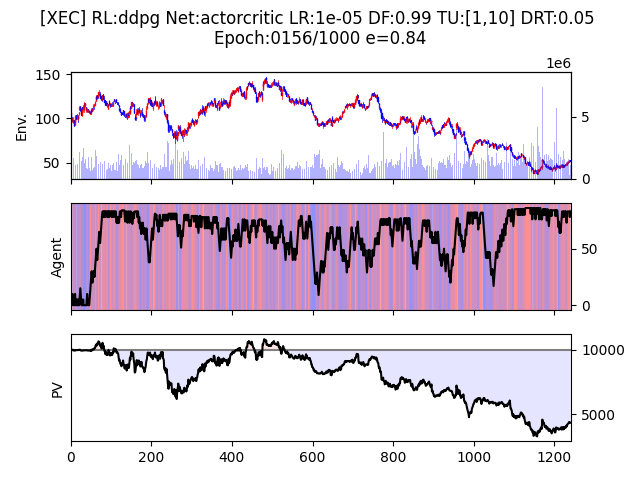 [XEC] RL:ddpg Net:actorcritic LR:1e-05 DF:0.99 TU:[1,10] DRT:0.05
Epoch:0156/1000 e=0.84
1e6
150
100
50
Env.
5
0
Agent
50
0
PV
10000
5000
0 200 400 600 800 1000 1200